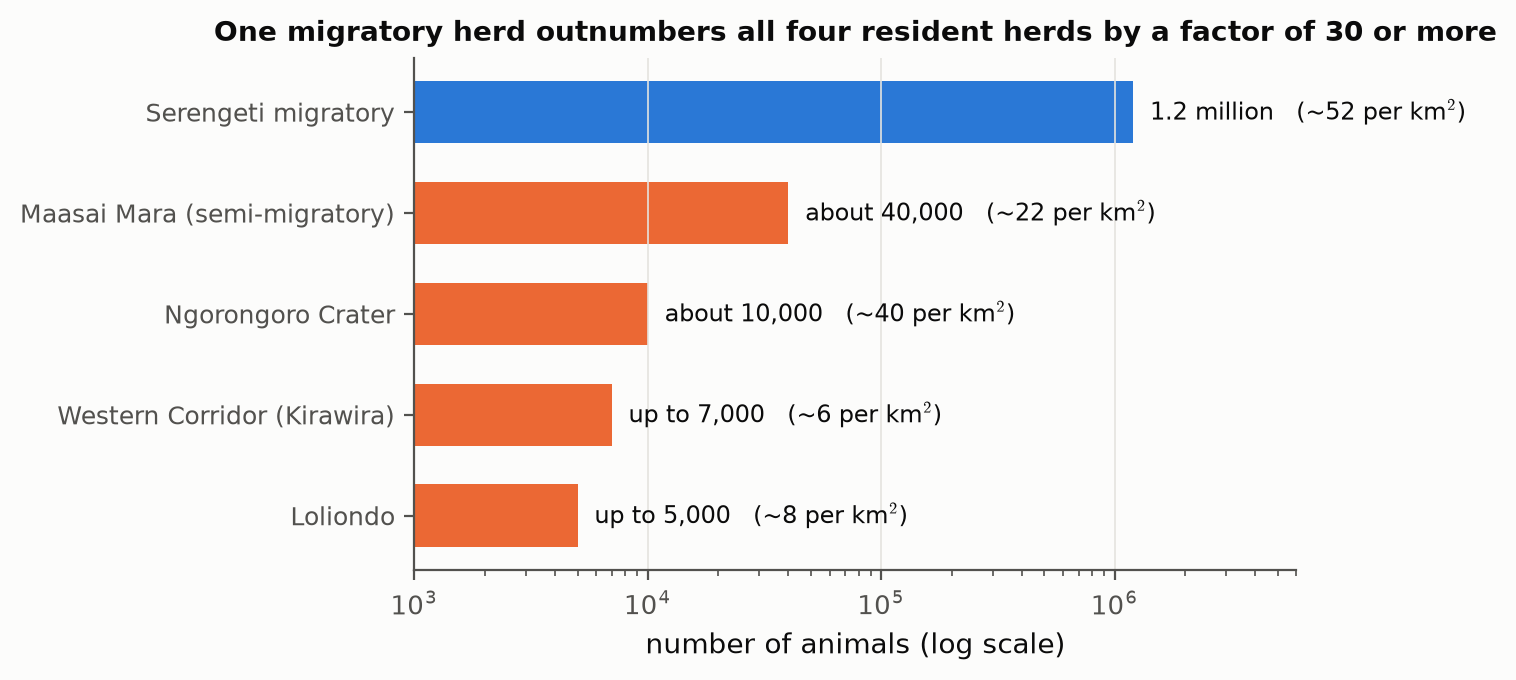 One migratory herd outnumbers all four resident herds by a factor of 30 or more
Serengeti migratory
1.2 million (~52 per km²)
Maasai Mara (semi-migratory)
about 40,000 (~22 per km²)
Ngorongoro Crater
about 10,000 (~40 per km²)
Western Corridor (Kirawira)
up to 7,000 (~6 per km²)
Loliondo
up to 5,000 (~8 per km²)
10³ 10⁴ 10⁵ 10⁶
number of animals (log scale)